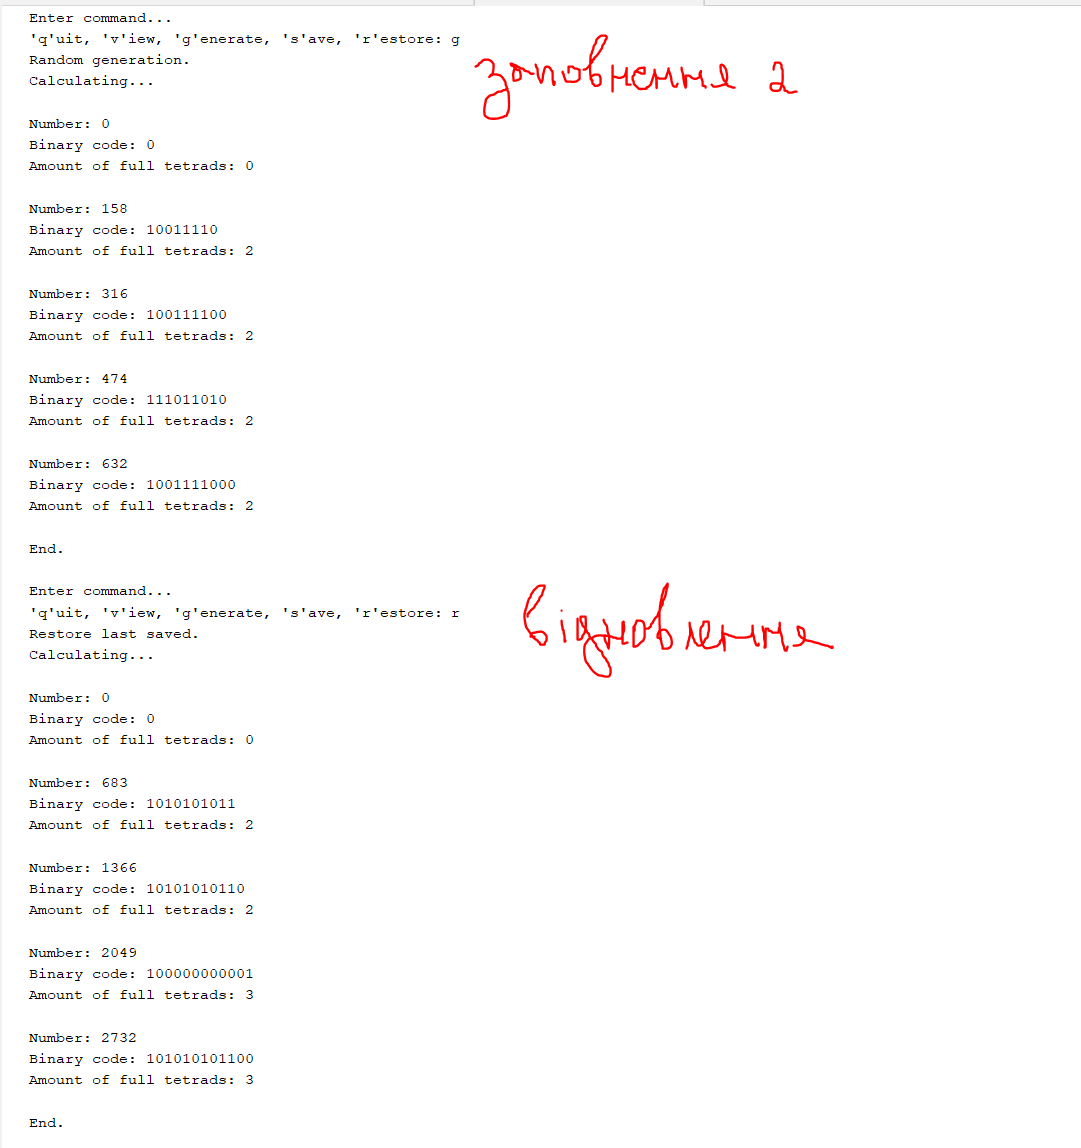 Enter command...
'q'uit, 'v'iew, 'g'enerate, 's'ave, 'r'estore: g
заповнення 2
Random generation.
Calculating...
Number: 0
Binary code: 0
Amount of full tetrads: 0
Number: 158
Binary code: 10011110
Amount of full tetrads: 2
Number: 316
Binary code: 100111100
Amount of full tetrads: 2
Number: 474
Binary code: 111011010
Amount of full tetrads: 2
Number: 632
Binary code: 1001111000
Amount of full tetrads: 2
End.
Enter command...
'q'uit, 'v'iew, 'g'enerate, 's'ave, 'r'estore: r
відновлення
Restore last saved.
Calculating...
Number: 0
Binary code: 0
Amount of full tetrads: 0
Number: 683
Binary code: 1010101011
Amount of full tetrads: 2
Number: 1366
Binary code: 10101010110
Amount of full tetrads: 2
Number: 2049
Binary code: 100000000001
Amount of full tetrads: 3
Number: 2732
Binary code: 101010101100
Amount of full tetrads: 3
End.